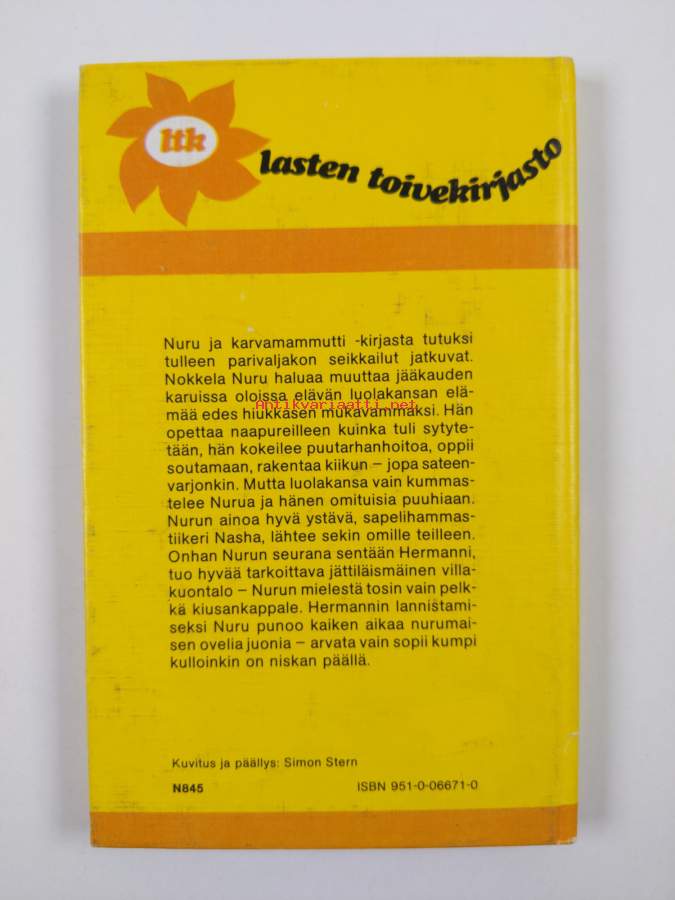 ltk
lasten toivekirjasto
Nuru ja karvamammutti -kirjasta tutuksi
tulleen parivaljakon seikkailut jatkuvat.
Nokkela Nuru haluaa muuttaa jääkauden
karuissa oloissa elävän luolakansan elä-
Antikvariaatti.net
mää edes hiukkasen mukavammaksi. Hän
opettaa naapureilleen kuinka tuli sytyte-
tään, hän kokeilee puutarhanhoitoa, oppii
soutamaan, rakentaa kiikun – jopa sateen-
varjonkin. Mutta luolakansa vain kummas-
telee Nurua ja hänen omituisia puuhiaan.
Nurun ainoa hyvä ystävä, sapelihammas-
tiikeri Nasha, lähtee sekin omille teilleen.
Onhan Nurun seurana sentään Hermanni,
tuo hyvää tarkoittava jättiläismäinen villa-
kuontalo – Nurun mielestä tosin vain pelk-
kä kiusankappale. Hermannin lannistami-
seksi Nuru punoo kaiken aikaa nurumai-
sen ovelia juonia – arvata vain sopii kumpi
kulloinkin on niskan päällä.
Kuvitus ja päällys: Simon Stern
N845 ISBN 951-0-06671-0